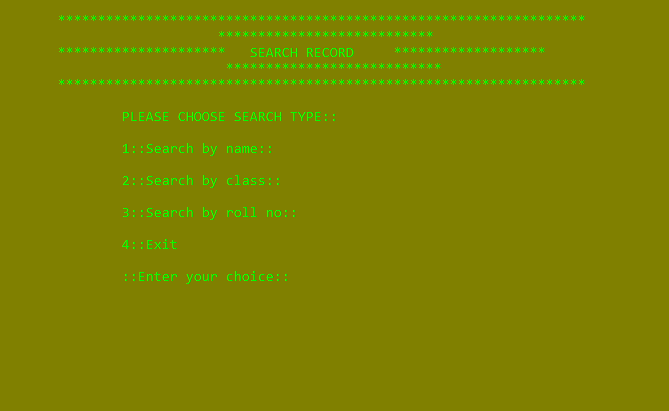 ******************************************************************
***************************
*********************   SEARCH RECORD     *******************
***************************
******************************************************************
PLEASE CHOOSE SEARCH TYPE::
1::Search by name::
2::Search by class::
3::Search by roll no::
4::Exit
::Enter your choice::